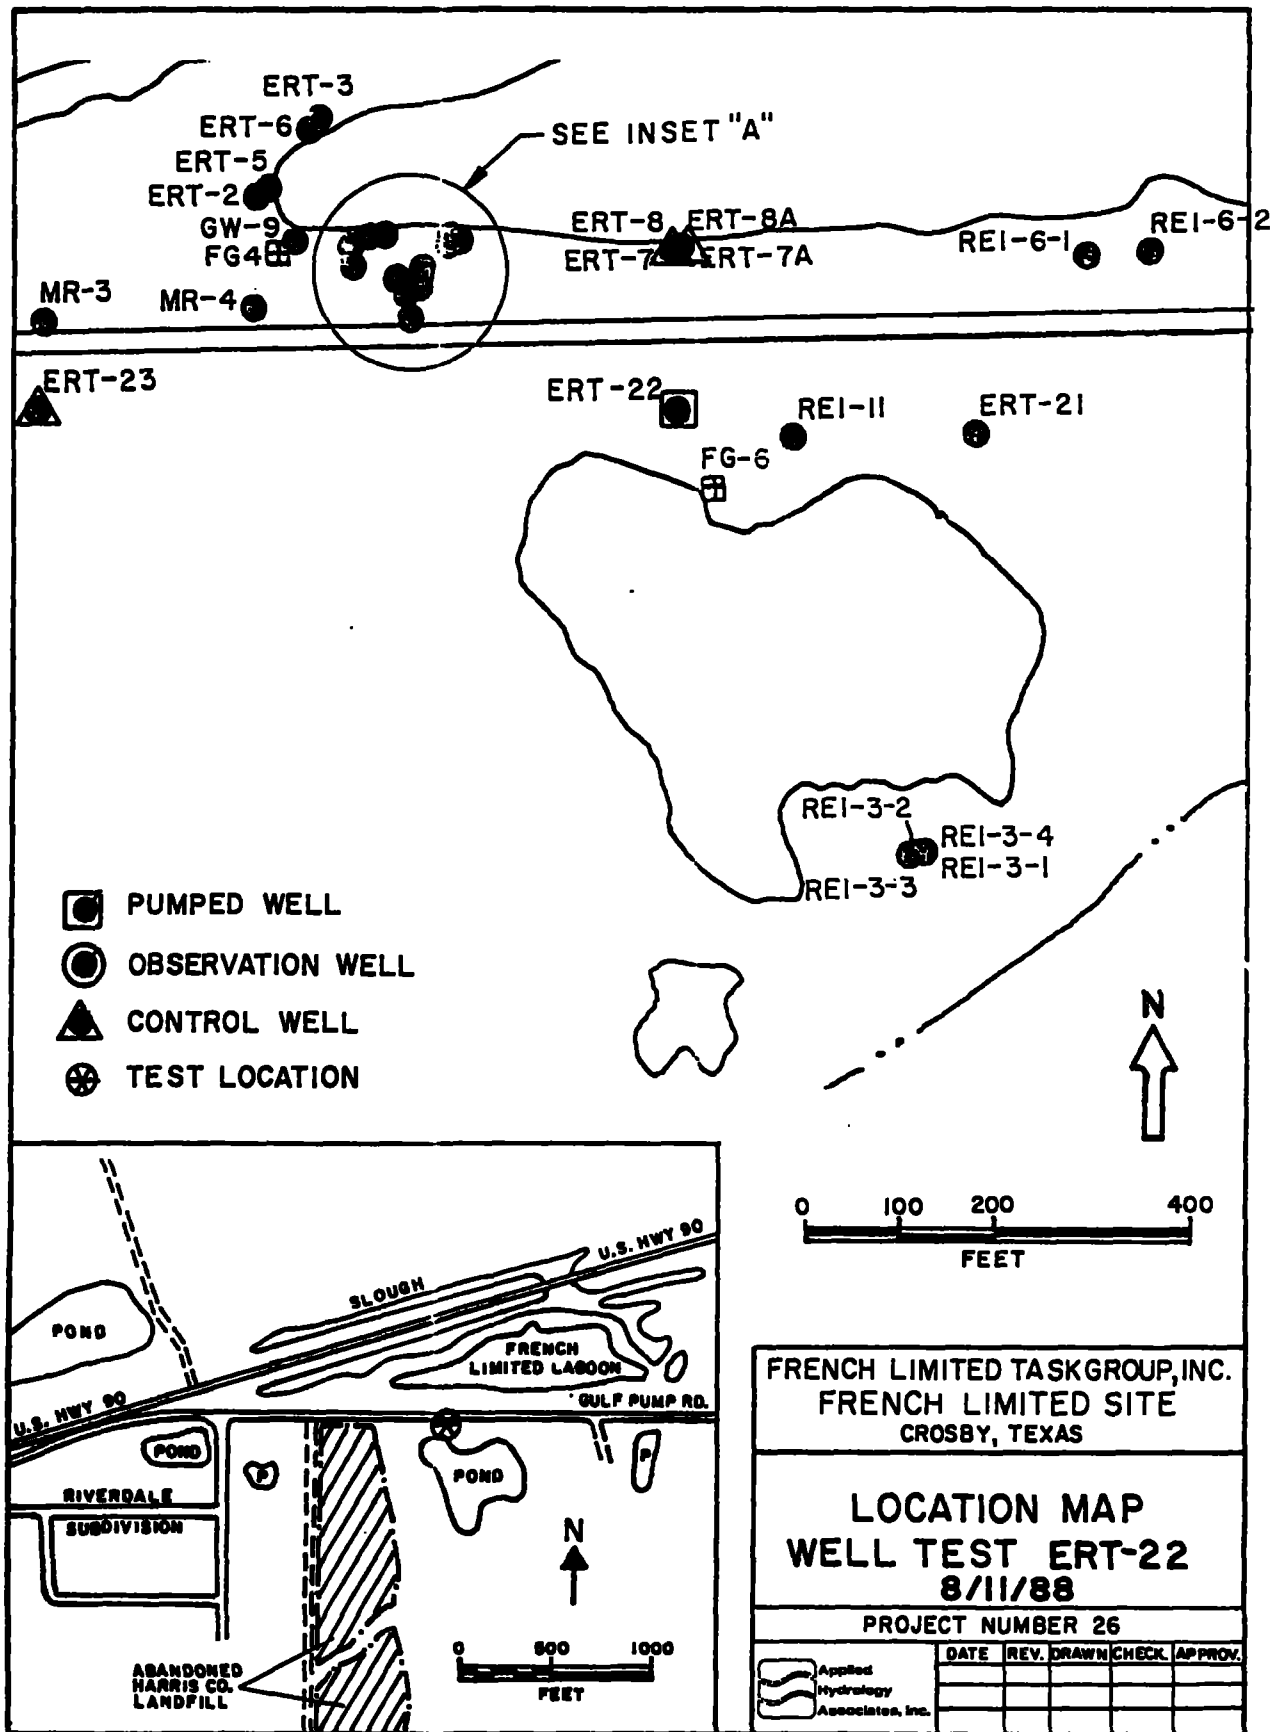 ERT-3
ERT-6
SEE INSET "A"
ERT-5
ERT-2
GW-9
FG4
ERT-8
ERT-8A
ERT-7
ERT-7A
REI-6-1
REI-6-2
MR-3
MR-4
ERT-23
ERT-22
REI-11
ERT-21
FG-6
REI-3-2
REI-3-4
REI-3-1
REI-3-3
PUMPED WELL
OBSERVATION WELL
CONTROL WELL
TEST LOCATION
N
0 100 200 400
FEET
U.S. HWY 90
SLOUGH
POND
FRENCH
LIMITED LAGOON
GULF PUMP RD.
U.S. HWY 90
POND
P
POND
P
RIVERDALE
SUBDIVISION
N
0 500 1000
FEET
ABANDONED
HARRIS CO.
LANDFILL
FRENCH LIMITED TASKGROUP, INC.
FRENCH LIMITED SITE
CROSBY, TEXAS
LOCATION MAP
WELL TEST ERT-22
8/11/88
PROJECT NUMBER 26
Applied
Hydrology
Associates, Inc.
DATE REV. DRAWN CHECK. APPROV.